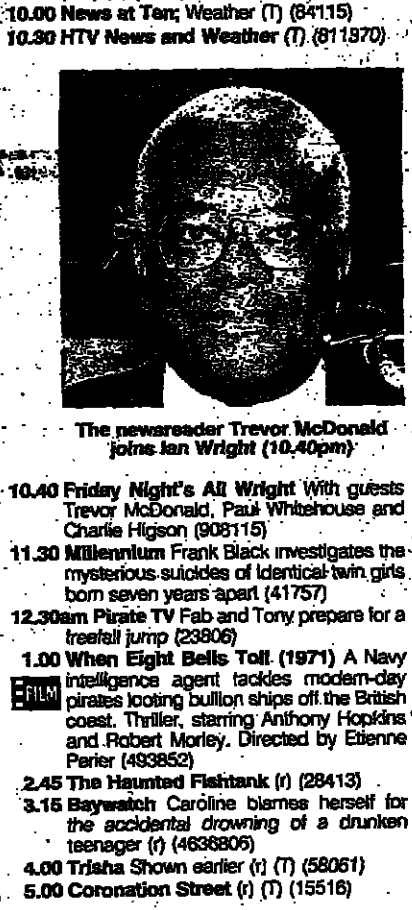 10.00 News at Ten; Weather (T) (84115)
10.30 HTV News and Weather (T) (811370)
The newsreader Trevor McDonald
joins Ian Wright (10.40pm)
10.40 Friday Night's All Wright With guests
Trevor McDonald, Paul Whitehouse and
Charlie Higson (908115)
11.30 Millennium Frank Black investigates the
mysterious suicides of identical twin girls
born seven years apart (41757)
12.30am Pirate TV Fab and Tony prepare for a
freefall jump (23806)
1.00 When Eight Bells Toll (1971) A Navy
FILM intelligence agent tackles modern-day
pirates looting bullion ships off the British
coast. Thriller, starring Anthony Hopkins
and Robert Morley. Directed by Etienne
Perier (493852)
2.45 The Haunted Fishtank (r) (28413)
3.15 Baywatch Caroline blames herself for
the accidental drowning of a drunken
teenager (r) (4638806)
4.00 Trisha Shown earlier (r) (T) (58061)
5.00 Coronation Street (r) (T) (15516)